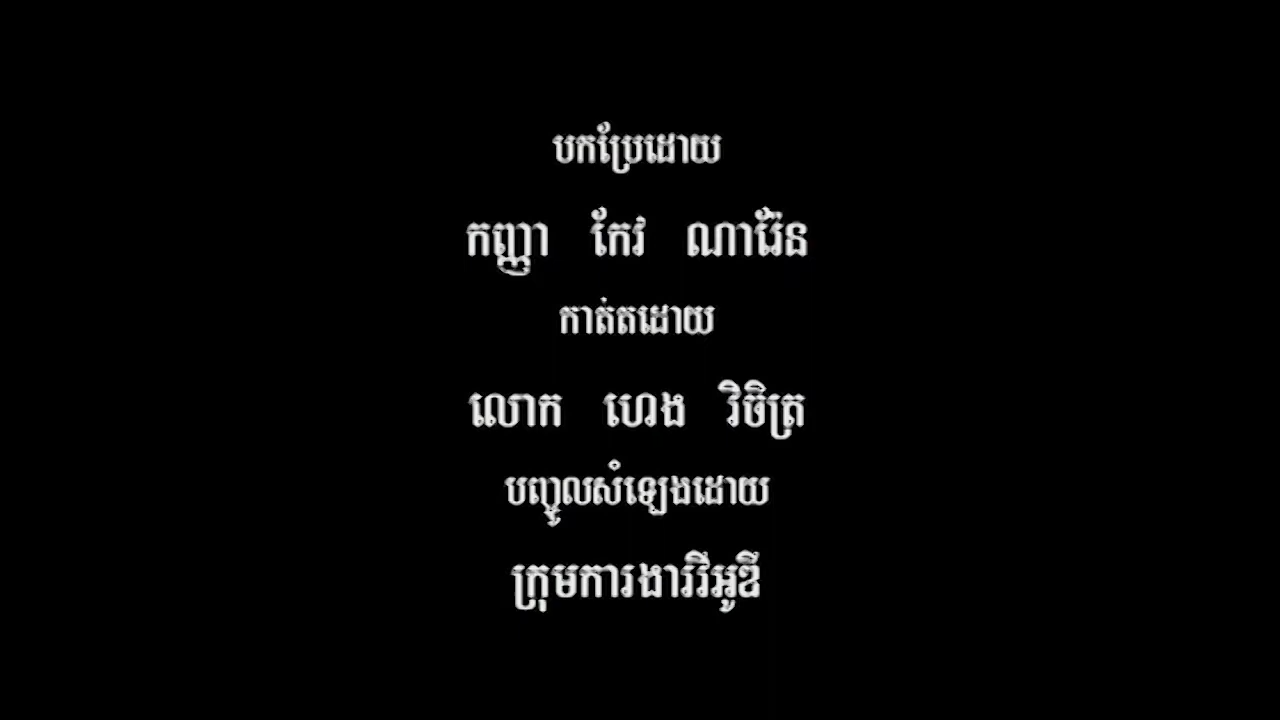 បកប្រែដោយ
កញ្ញា កែវ ណារ៉ែន
កាត់តដោយ
លោក ហេង វិចិត្រ
បញ្ចូលសំឡេងដោយ
ក្រុមការងារវីអូឌី